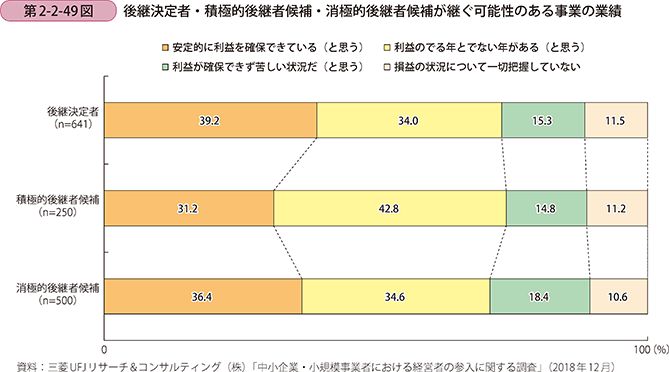 第2-2-49図 後継決定者・積極的後継者候補・消極的後継者候補が継ぐ可能性のある事業の業績
安定的に利益を確保できている（と思う） 利益のでる年とでない年がある（と思う）
利益が確保できず苦しい状況だ（と思う） 損益の状況について一切把握していない
後継決定者
（n=641）
39.2 34.0 15.3 11.5
積極的後継者候補
（n=250）
31.2 42.8 14.8 11.2
消極的後継者候補
（n=500）
36.4 34.6 18.4 10.6
0 100 (%)
資料：三菱UFJリサーチ＆コンサルティング（株）「中小企業・小規模事業者における経営者の参入に関する調査」（2018年12月）